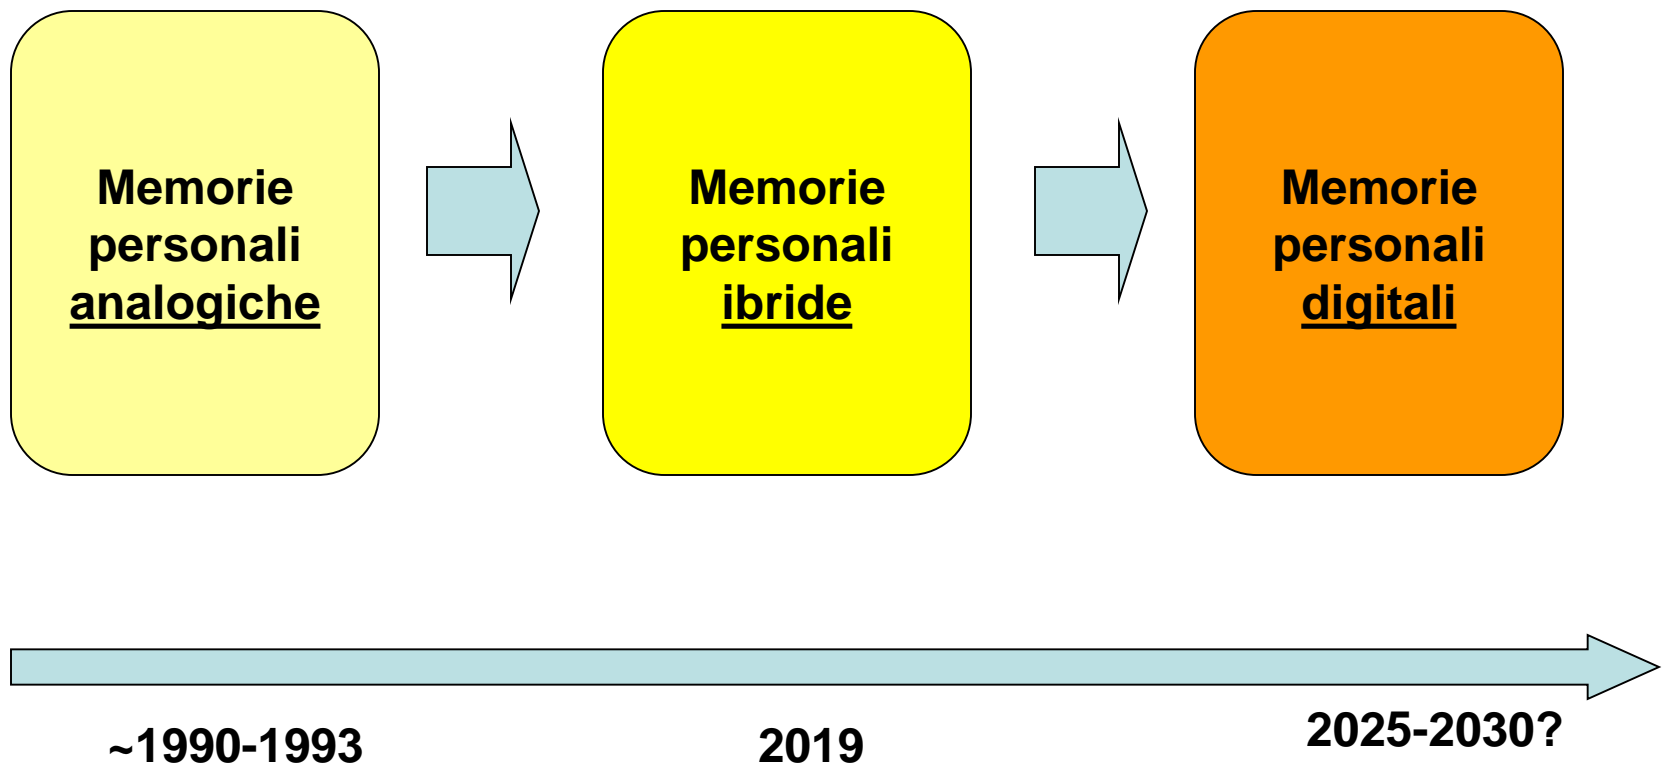 Memorie
personali
analogiche
Memorie
personali
ibride
Memorie
personali
digitali
~1990-1993
2019
2025-2030?